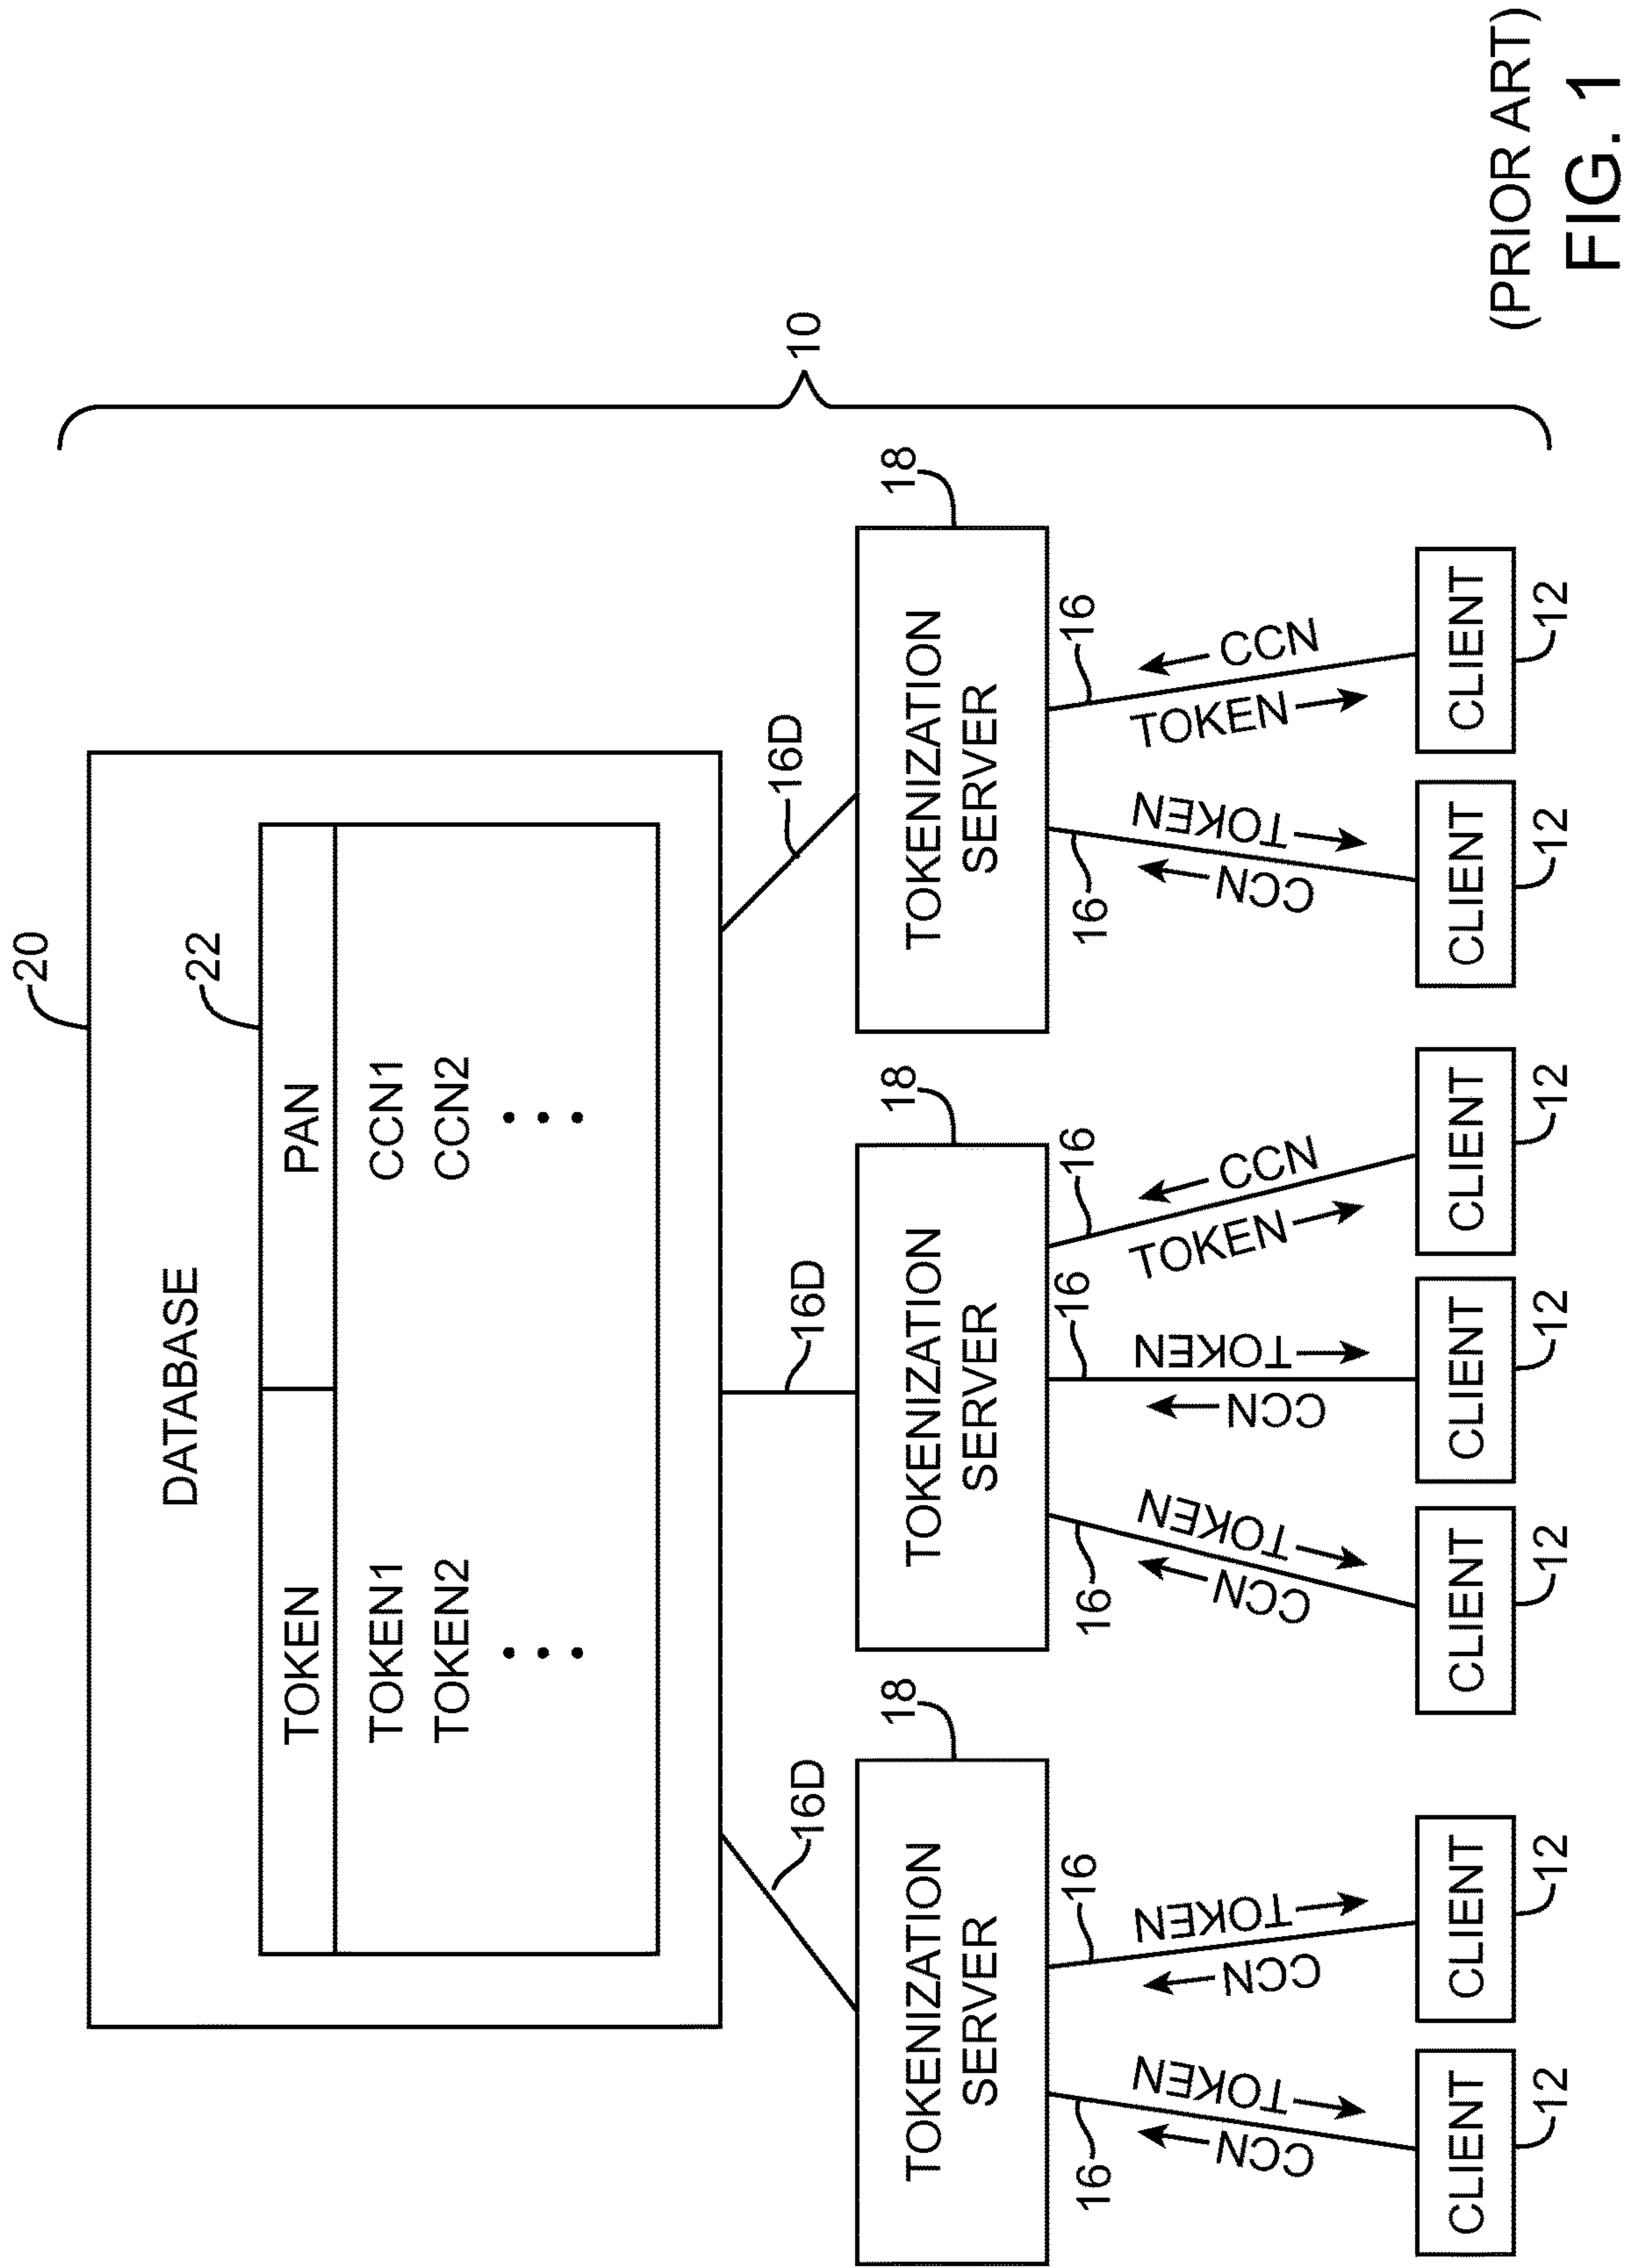 20
DATABASE
22
TOKEN
PAN
TOKEN1
CCN1
TOKEN2
CCN2
16D
16D
16D
10
18
18
18
TOKENIZATION
SERVER
TOKENIZATION
SERVER
TOKENIZATION
SERVER
16
16
16
16
16
16
16
CCN
TOKEN
CCN
TOKEN
CCN
TOKEN
CCN
TOKEN
TOKEN
CCN
CCN
TOKEN
TOKEN
CCN
CLIENT
CLIENT
CLIENT
CLIENT
CLIENT
CLIENT
CLIENT
12
12
12
12
12
12
12
(PRIOR ART)
FIG. 1